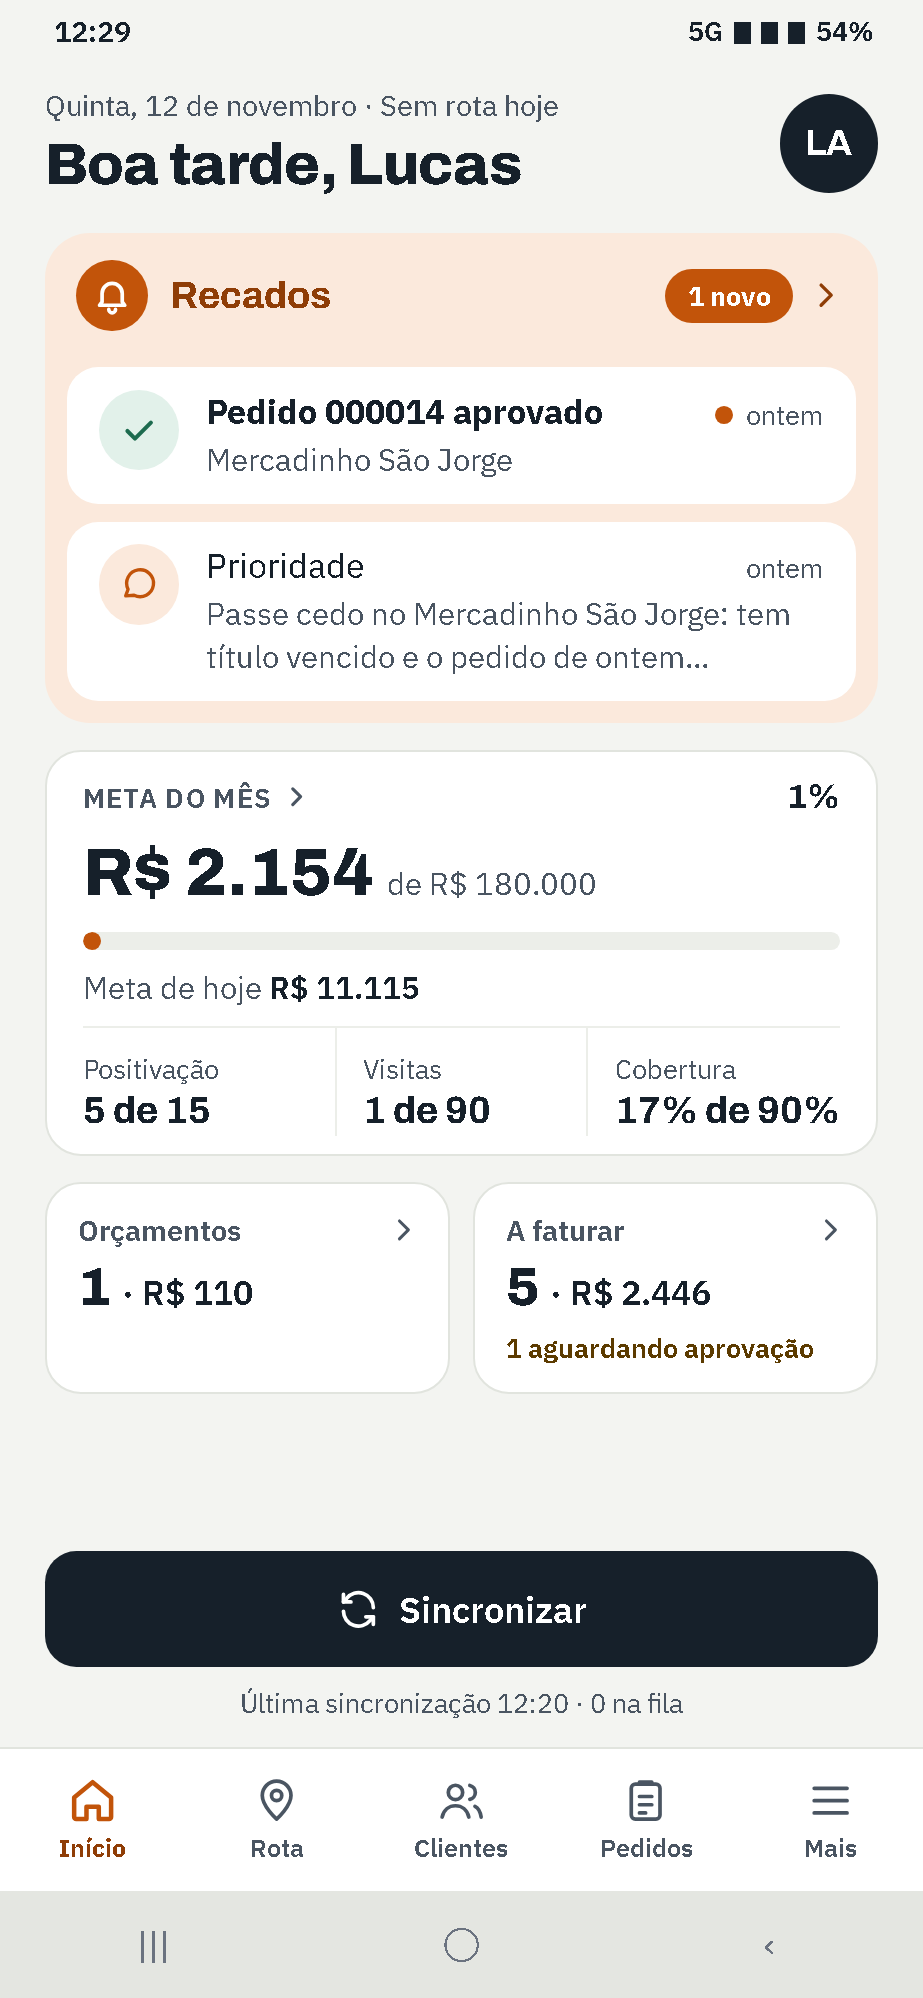 12:29
5G 54%
Quinta, 12 de novembro · Sem rota hoje
Boa tarde, Lucas
LA
Recados
1 novo
Pedido 000014 aprovado
ontem
Mercadinho São Jorge
Prioridade
ontem
Passe cedo no Mercadinho São Jorge: tem
título vencido e o pedido de ontem...
META DO MÊS
1%
R$ 2.154 de R$ 180.000
Meta de hoje R$ 11.115
Positivação
5 de 15
Visitas
1 de 90
Cobertura
17% de 90%
Orçamentos
1 · R$ 110
A faturar
5 · R$ 2.446
1 aguardando aprovação
Sincronizar
Última sincronização 12:20 · 0 na fila
Início
Rota
Clientes
Pedidos
Mais